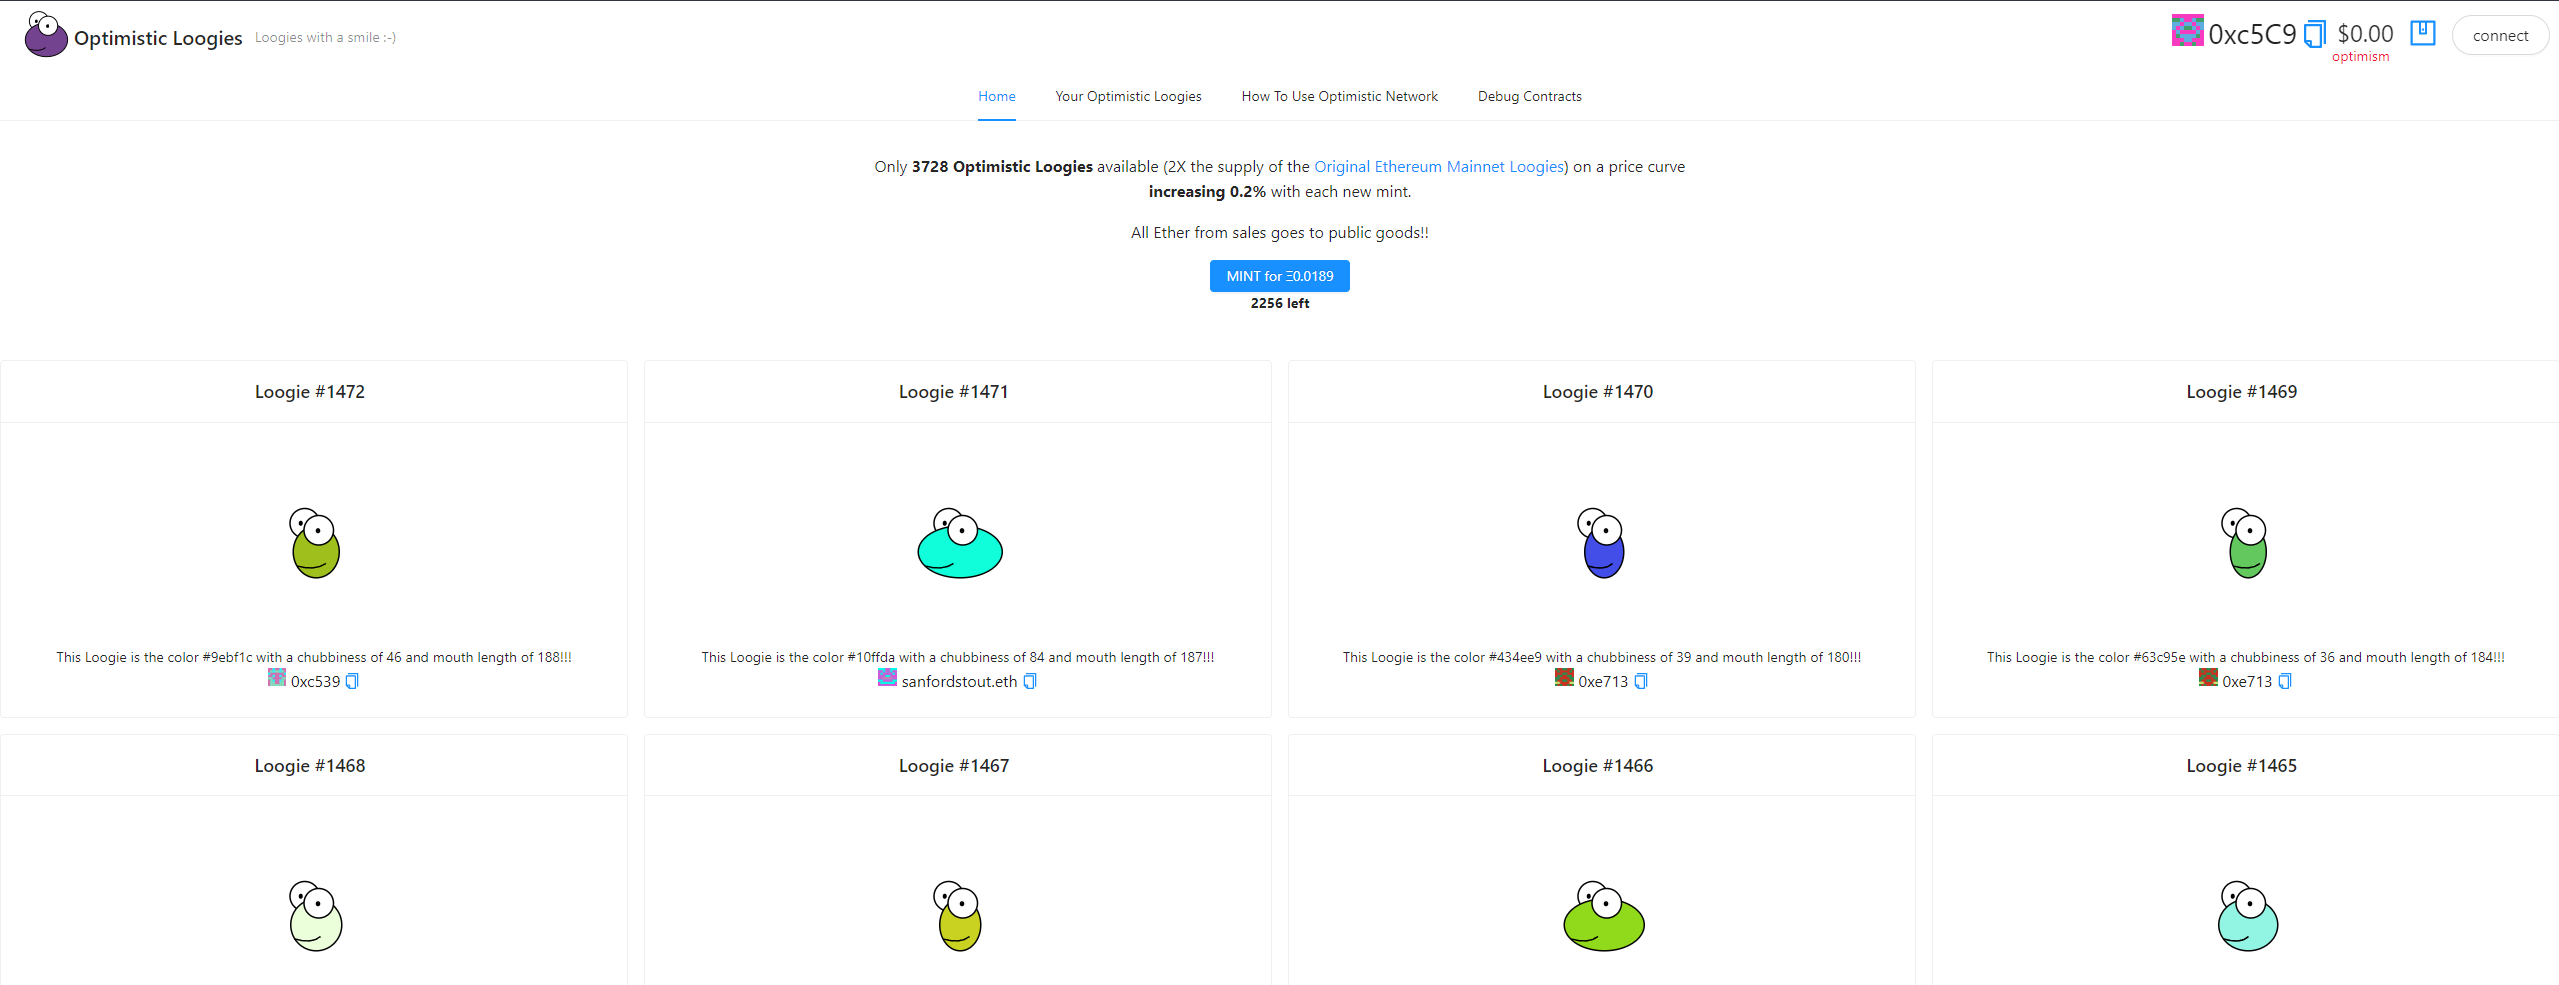 Optimistic Loogies Loogies with a smile :-)
0xc5C9 $0.00 connect
optimism
Home Your Optimistic Loogies How To Use Optimistic Network Debug Contracts
Only 3728 Optimistic Loogies available (2X the supply of the Original Ethereum Mainnet Loogies) on a price curve
increasing 0.2% with each new mint.
All Ether from sales goes to public goods!!
MINT for Ξ0.0189
2256 left
Loogie #1472
This Loogie is the color #9ebf1c with a chubbiness of 46 and mouth length of 188!!!
0xc539
Loogie #1471
This Loogie is the color #10ffda with a chubbiness of 84 and mouth length of 187!!!
sanfordstout.eth
Loogie #1470
This Loogie is the color #434ee9 with a chubbiness of 39 and mouth length of 180!!!
0xe713
Loogie #1469
This Loogie is the color #63c95e with a chubbiness of 36 and mouth length of 184!!!
0xe713
Loogie #1468
Loogie #1467
Loogie #1466
Loogie #1465